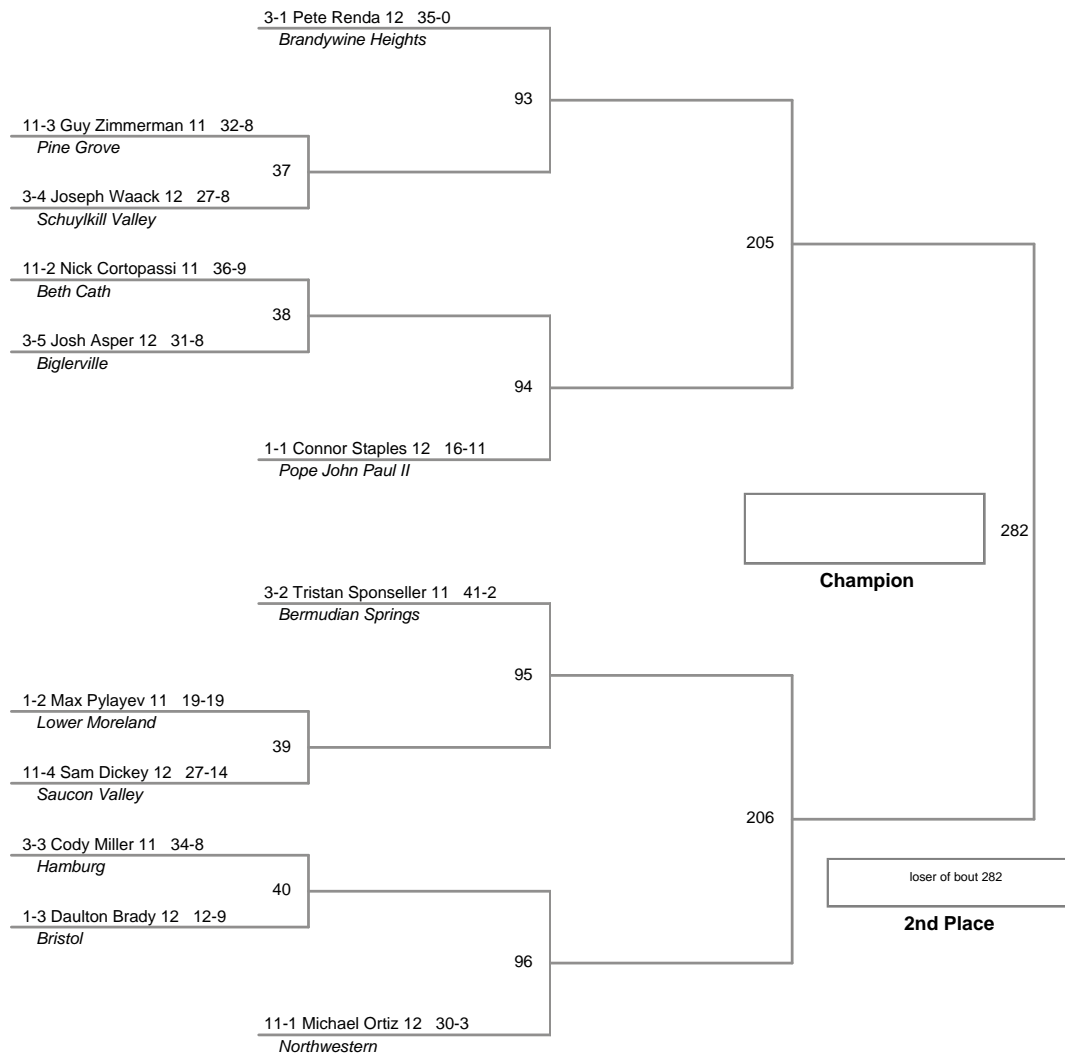 3-1 Pete Renda 12 35-0
Brandywine Heights
93
11-3 Guy Zimmerman 11 32-8
Pine Grove
37
3-4 Joseph Waack 12 27-8
Schuylkill Valley
205
11-2 Nick Cortopassi 11 36-9
Beth Cath
38
3-5 Josh Asper 12 31-8
Biglerville
94
1-1 Connor Staples 12 16-11
Pope John Paul II
282
Champion
3-2 Tristan Sponseller 11 41-2
Bermudian Springs
95
1-2 Max Pylayev 11 19-19
Lower Moreland
39
11-4 Sam Dickey 12 27-14
Saucon Valley
206
3-3 Cody Miller 11 34-8
Hamburg
40
loser of bout 282
2nd Place
1-3 Daulton Brady 12 12-9
Bristol
96
11-1 Michael Ortiz 12 30-3
Northwestern